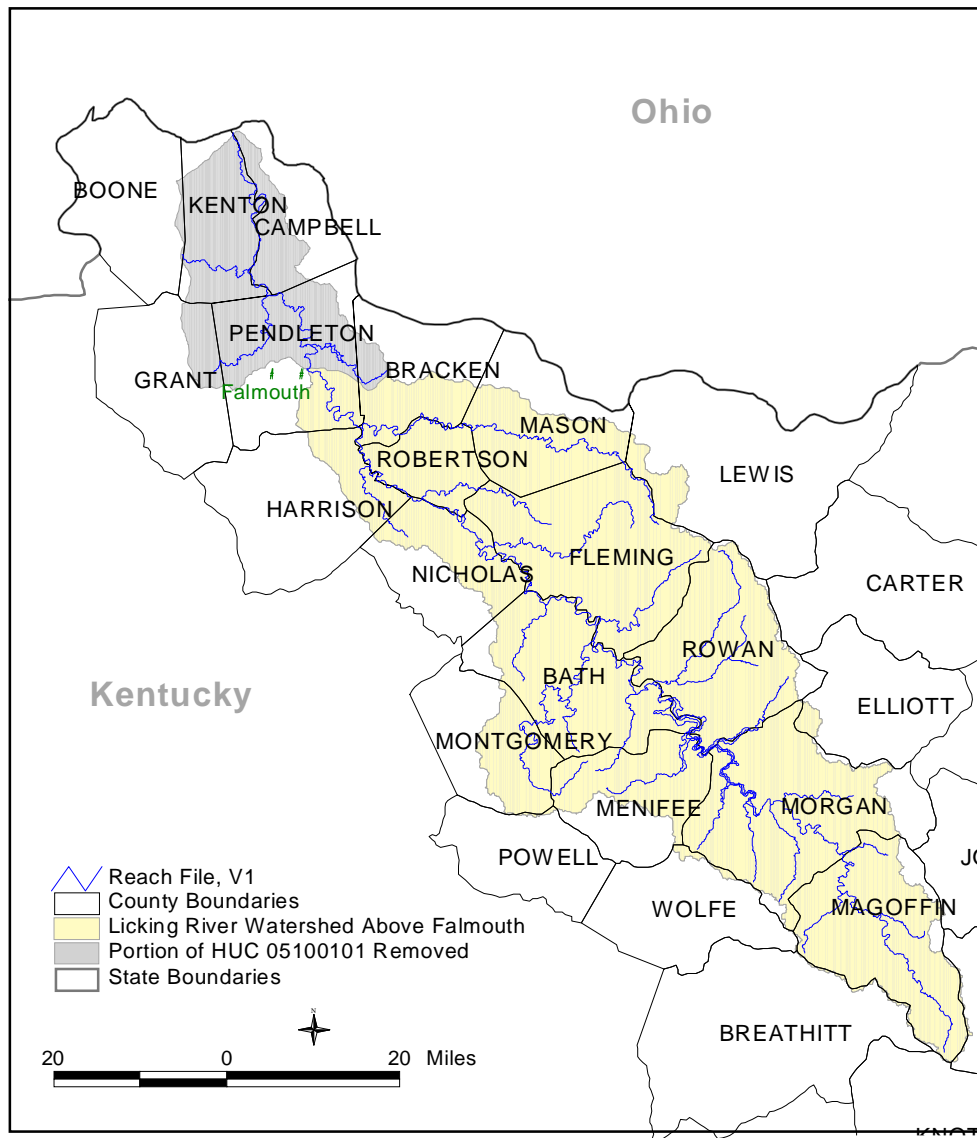 Ohio
BOONE
KENTON
CAMPBELL
PENDLETON
GRANT
BRACKEN
Falmouth
MASON
ROBERTSON
LEWIS
HARRISON
FLEMING
NICHOLAS
CARTER
ROWAN
BATH
Kentucky
ELLIOTT
MONTGOMERY
MENIFEE
MORGAN
POWELL
JO
Reach File, V1
County Boundaries
WOLFE
MAGOFFIN
Licking River Watershed Above Falmouth
Portion of HUC 05100101 Removed
State Boundaries
N
BREATHITT
20 0 20 Miles